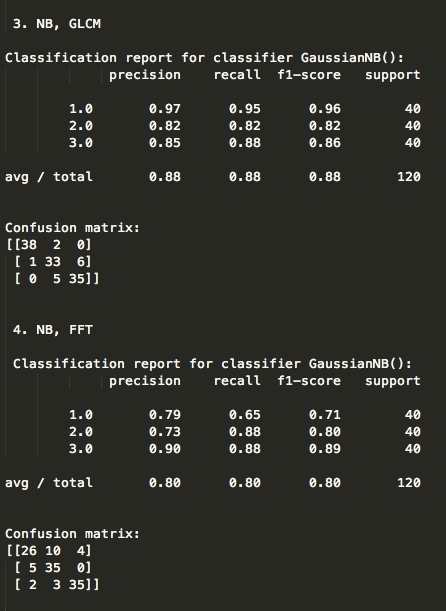 3. NB, GLCM
Classification report for classifier GaussianNB():
precision recall f1-score support
1.0 0.97 0.95 0.96 40
2.0 0.82 0.82 0.82 40
3.0 0.85 0.88 0.86 40
avg / total 0.88 0.88 0.88 120
Confusion matrix:
[[38 2 0]
[ 1 33 6]
[ 0 5 35]]
4. NB, FFT
Classification report for classifier GaussianNB():
precision recall f1-score support
1.0 0.79 0.65 0.71 40
2.0 0.73 0.88 0.80 40
3.0 0.90 0.88 0.89 40
avg / total 0.80 0.80 0.80 120
Confusion matrix:
[[26 10 4]
[ 5 35 0]
[ 2 3 35]]